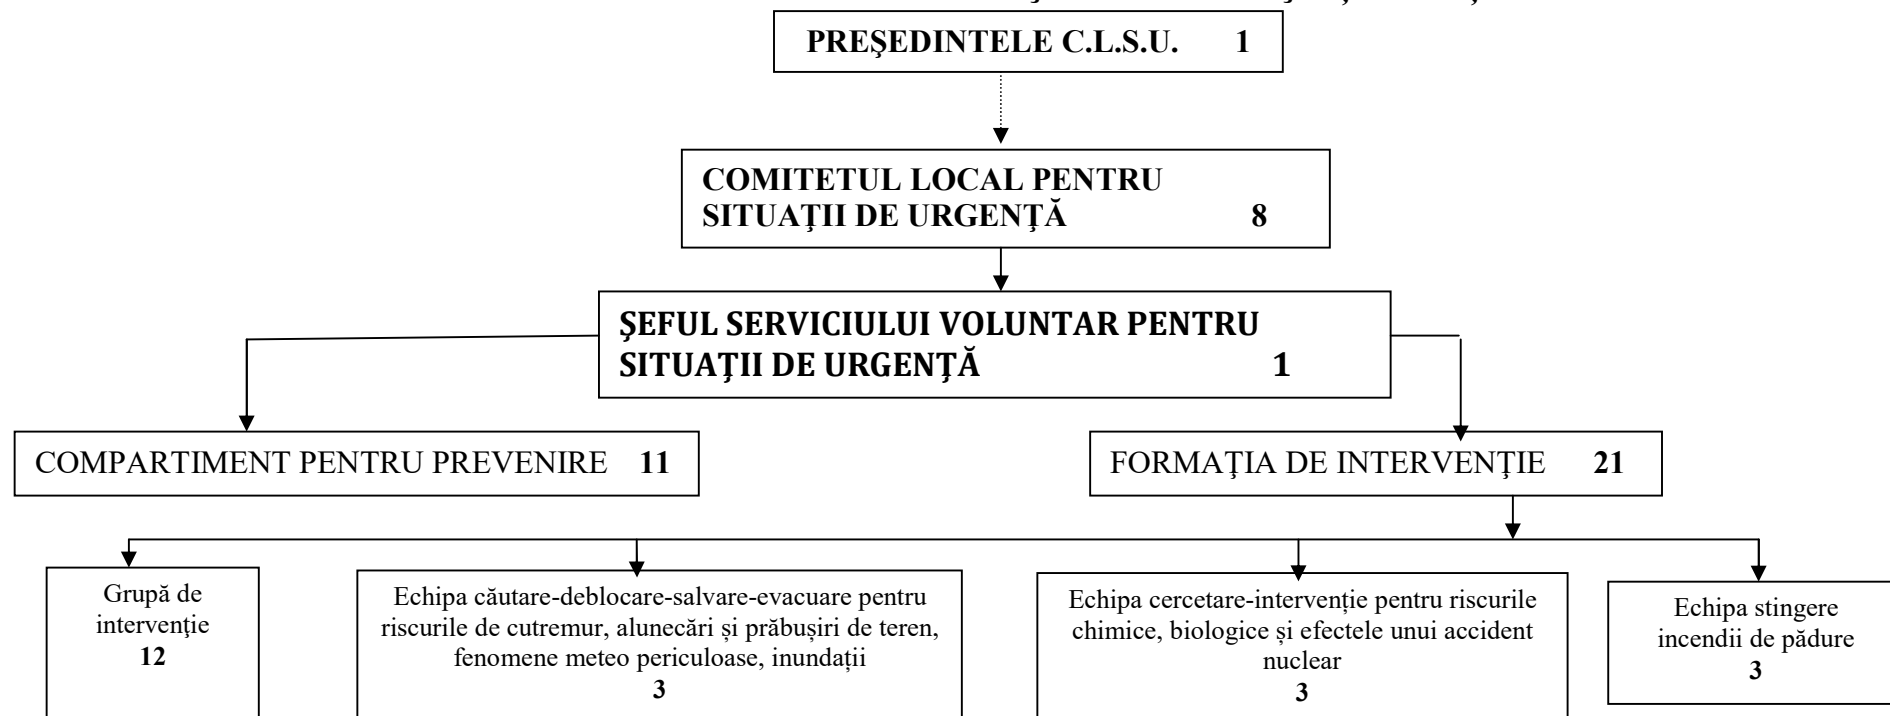 PREŞEDINTELE C.L.S.U. 1
COMITETUL LOCAL PENTRU
SITUAŢII DE URGENŢĂ 8
ŞEFUL SERVICIULUI VOLUNTAR PENTRU
SITUAŢII DE URGENŢĂ 1
COMPARTIMENT PENTRU PREVENIRE 11
FORMAŢIA DE INTERVENŢIE 21
Grupă de
intervenţie
12
Echipa căutare-deblocare-salvare-evacuare pentru
riscurile de cutremur, alunecări și prăbușiri de teren,
fenomene meteo periculoase, inundații
3
Echipa cercetare-intervenție pentru riscurile
chimice, biologice și efectele unui accident
nuclear
3
Echipa stingere
incendii de pădure
3